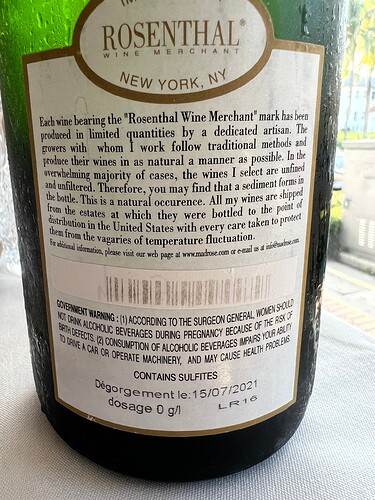 ROSENTHAL®
WINE MERCHANT
NEW YORK, NY
Each wine bearing the "Rosenthal Wine Merchant" mark has been
produced in limited quantities by a dedicated artisan. The
growers with whom I work follow traditional methods and
produce their wines in as natural a manner as possible. In the
overwhelming majority of cases, the wines I select are unfined
and unfiltered. Therefore, you may find that a sediment forms in
the bottle. This is a natural occurence. All my wines are shipped
from the estates at which they were bottled to the point of
distribution in the United States with every care taken to protect
them from the vagaries of temperature fluctuation.
For additional information, please visit our web page at www.madrose.com or e-mail us at info@madrose.com.
GOVERNMENT WARNING : (1) ACCORDING TO THE SURGEON GENERAL, WOMEN SHOULD
NOT DRINK ALCOHOLIC BEVERAGES DURING PREGNANCY BECAUSE OF THE RISK OF
BIRTH DEFECTS. (2) CONSUMPTION OF ALCOHOLIC BEVERAGES IMPAIRS YOUR ABILITY
TO DRIVE A CAR OR OPERATE MACHINERY, AND MAY CAUSE HEALTH PROBLEMS.
CONTAINS SULFITES
Dégorgement le:15/07/2021
dosage 0 g/l LR16